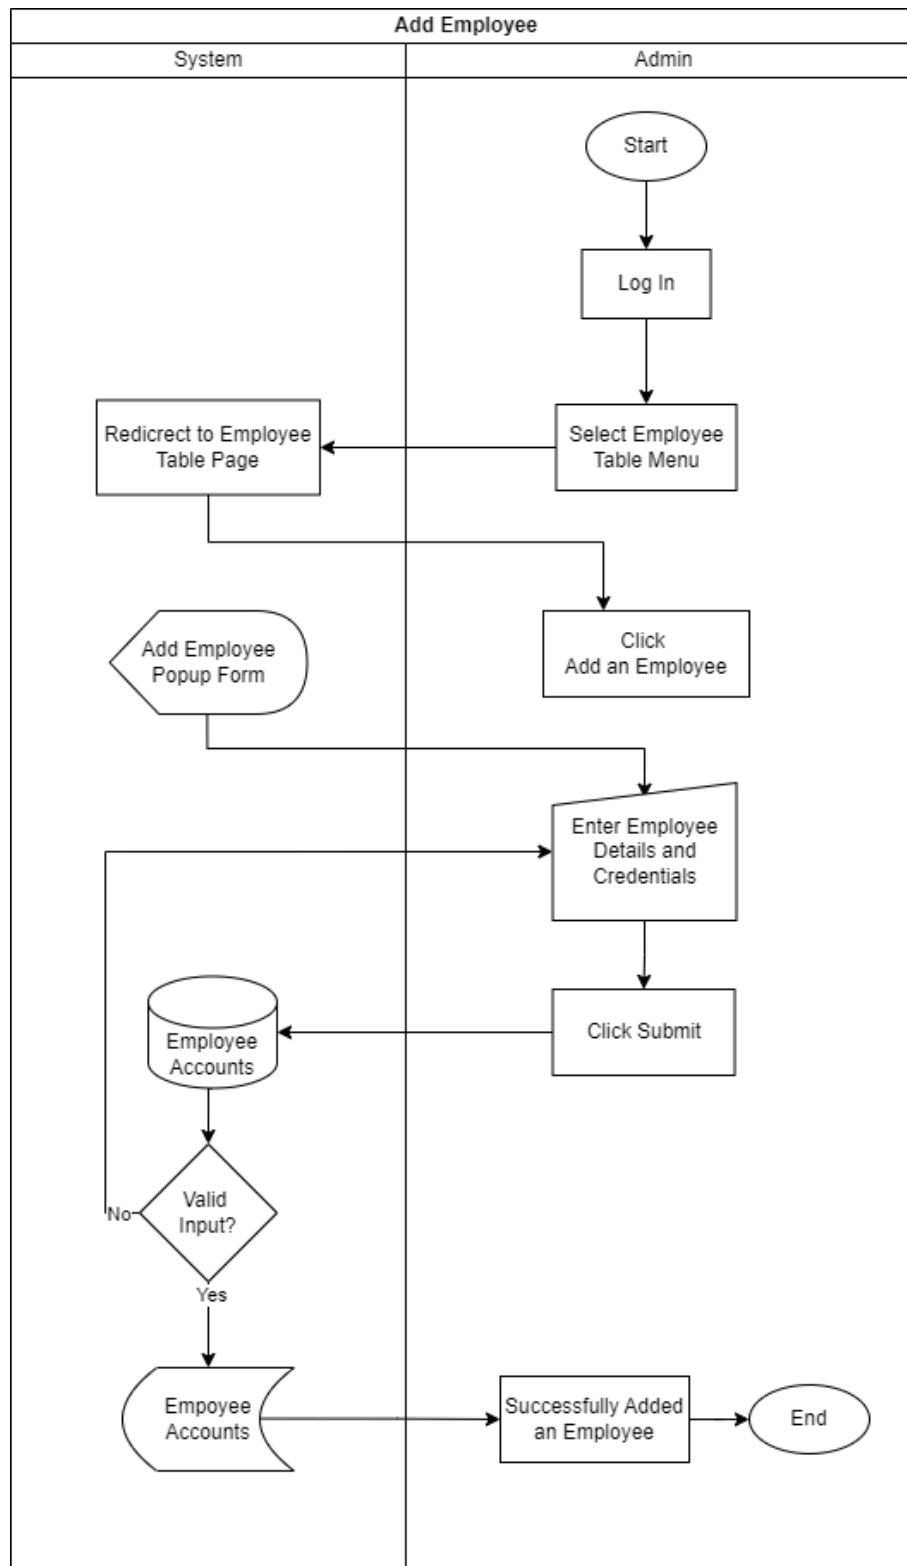 Add Employee
System
Admin
Start
Log In
Select Employee
Table Menu
Redicrect to Employee
Table Page
Click
Add an Employee
Add Employee
Popup Form
Enter Employee
Details and
Credentials
Click Submit
Employee
Accounts
Valid
Input?
No
Yes
Empoyee
Accounts
Successfully Added
an Employee
End